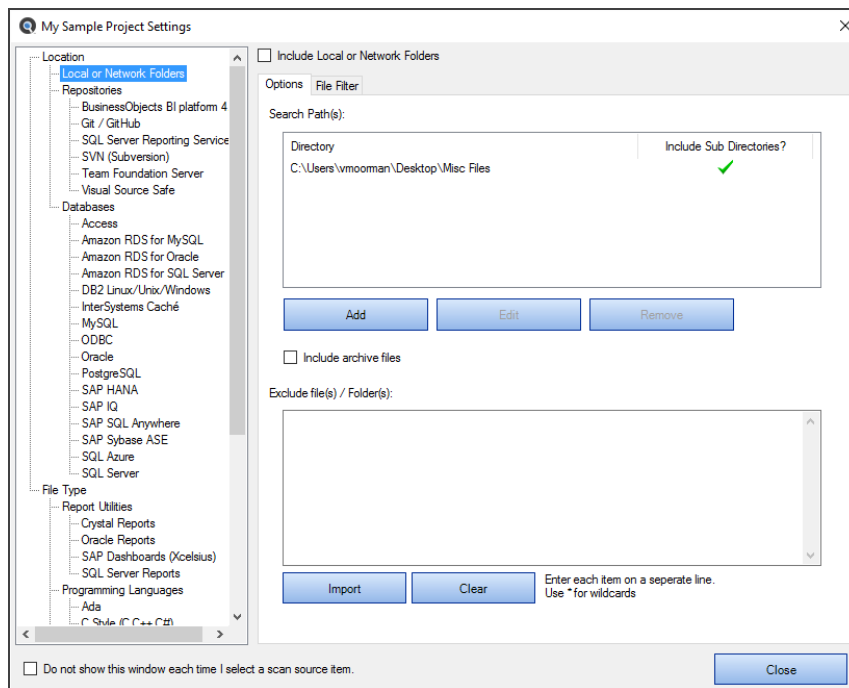 My Sample Project Settings
Location
Local or Network Folders
Repositories
BusinessObjects BI platform 4
Git / GitHub
SQL Server Reporting Service
SVN (Subversion)
Team Foundation Server
Visual Source Safe
Databases
Access
Amazon RDS for MySQL
Amazon RDS for Oracle
Amazon RDS for SQL Server
DB2 Linux/Unix/Windows
InterSystems Caché
MySQL
ODBC
Oracle
PostgreSQL
SAP HANA
SAP IQ
SAP SQL Anywhere
SAP Sybase ASE
SQL Azure
SQL Server
File Type
Report Utilities
Crystal Reports
Oracle Reports
SAP Dashboards (Xcelsius)
SQL Server Reports
Programming Languages
Ada
C Style (C C++ C#)
Include Local or Network Folders
Options File Filter
Search Path(s):
Directory Include Sub Directories?
C:\Users\vmoorman\Desktop\Misc Files
Add Edit Remove
Include archive files
Exclude file(s) / Folder(s):
Import Clear
Enter each item on a seperate line.
Use * for wildcards
Do not show this window each time I select a scan source item.
Close